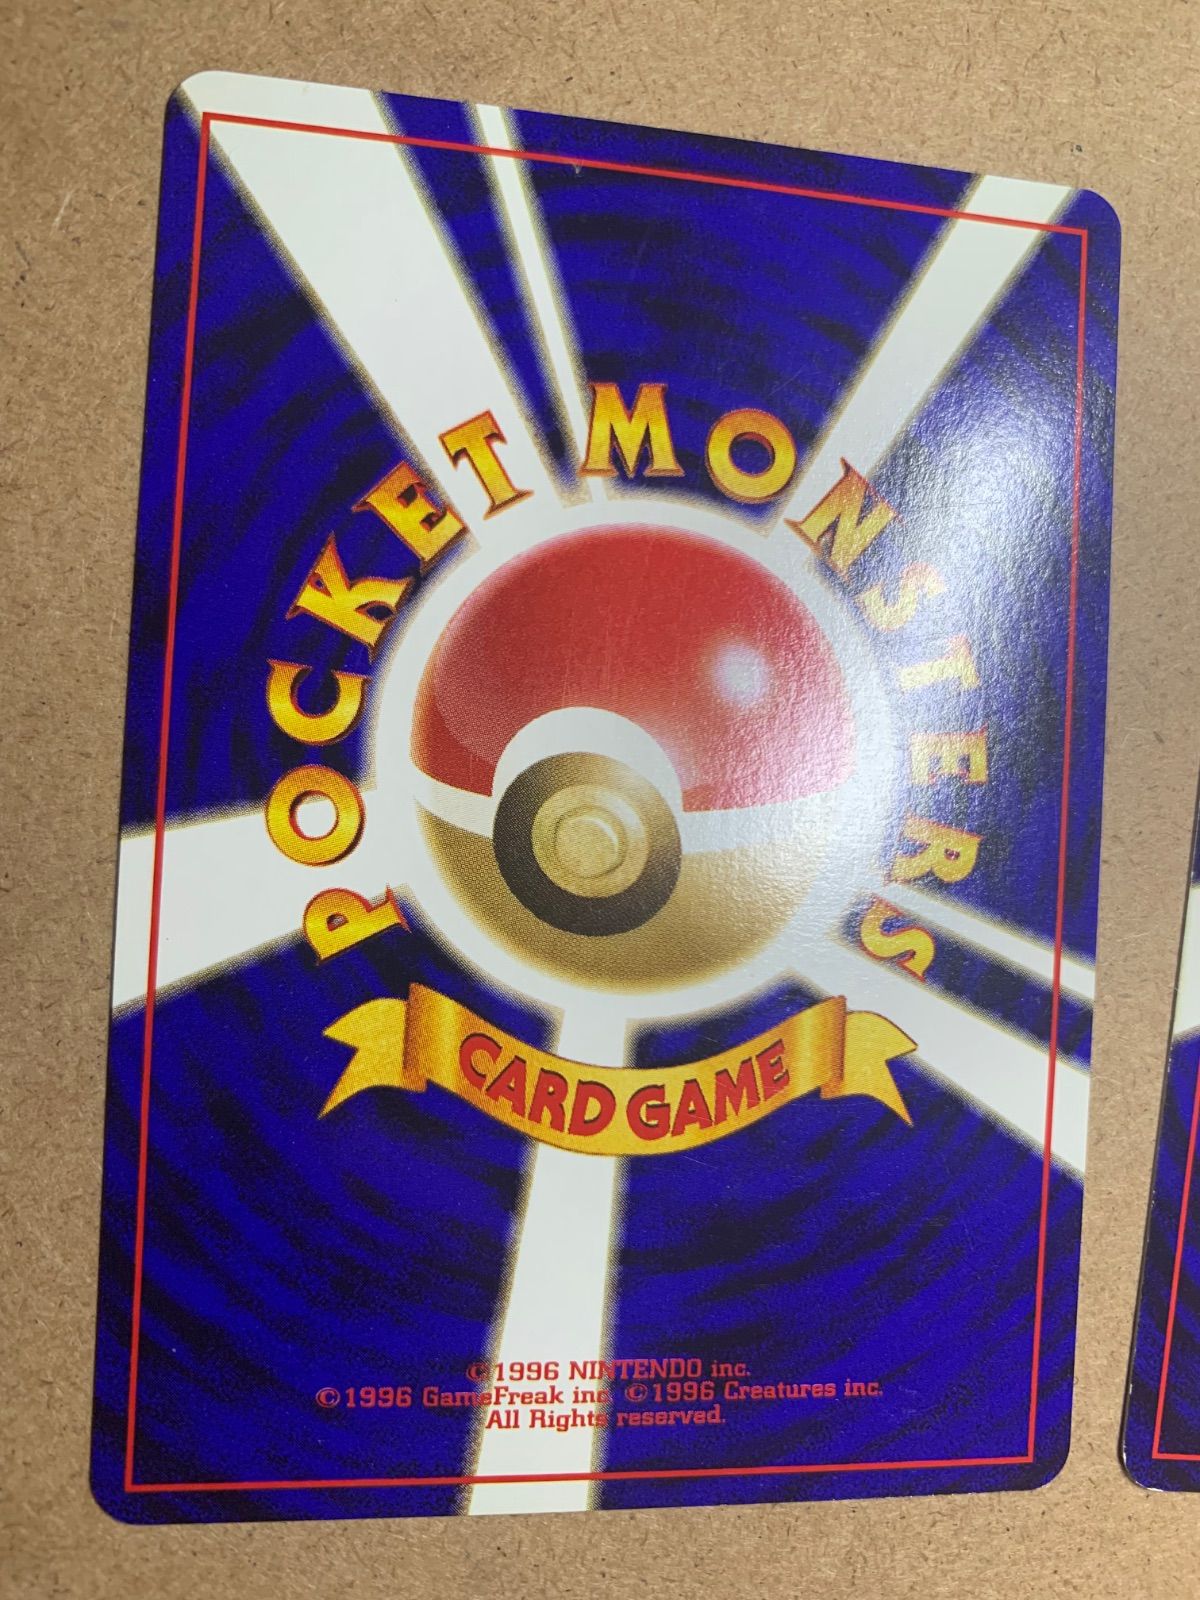 POCKET MONSTERS
CARD GAME
©1996 NINTENDO inc.
©1996 GameFreak inc. ©1996 Creatures inc.
All Rights reserved.